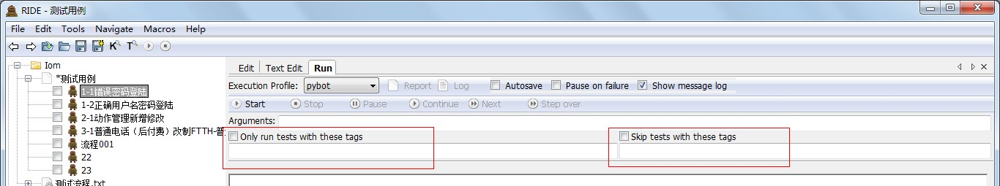 RIDE - 测试用例
File Edit Tools Navigate Macros Help
K T
Iom
*测试用例
1-1错误密码登陆
1-2正确用户名密码登陆
2-1动作管理新增修改
3-1普通电话（后付费）改制FTTH-普
流程001
22
23
测试流程.txt
Edit Text Edit Run
Execution Profile: pybot Report Log Autosave Pause on failure Show message log
Start Stop Pause Continue Next Step over
Arguments:
Only run tests with these tags Skip tests with these tags